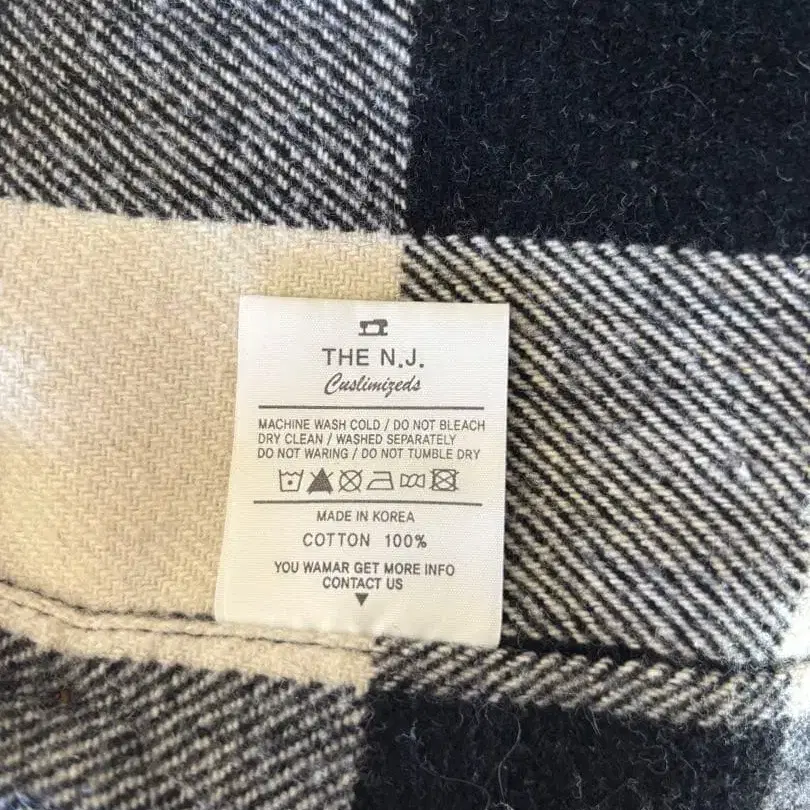 THE N.J.
Cuslimizeds
MACHINE WASH COLD / DO NOT BLEACH
DRY CLEAN / WASHED SEPARATELY
DO NOT WARING / DO NOT TUMBLE DRY
MADE IN KOREA
COTTON 100%
YOU WAMAR GET MORE INFO
CONTACT US